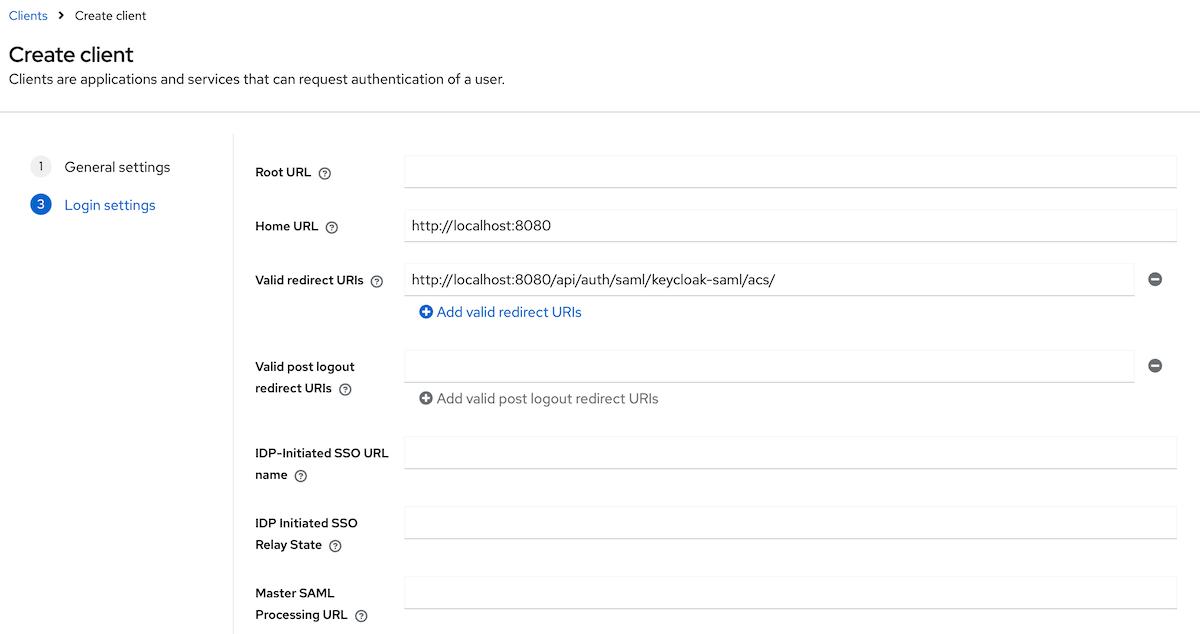 Clients > Create client
Create client
Clients are applications and services that can request authentication of a user.
1 General settings
3 Login settings
Root URL
Home URL
http://localhost:8080
Valid redirect URIs
http://localhost:8080/api/auth/saml/keycloak-saml/acs/
Add valid redirect URIs
Valid post logout
redirect URIs
Add valid post logout redirect URIs
IDP-Initiated SSO URL
name
IDP Initiated SSO
Relay State
Master SAML
Processing URL